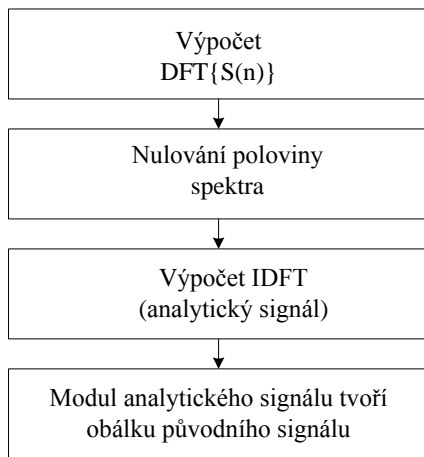 Výpočet
DFT{S(n)}
Nulování poloviny
spektra
Výpočet IDFT
(analytický signál)
Modul analytického signálu tvoří
obálku původního signálu